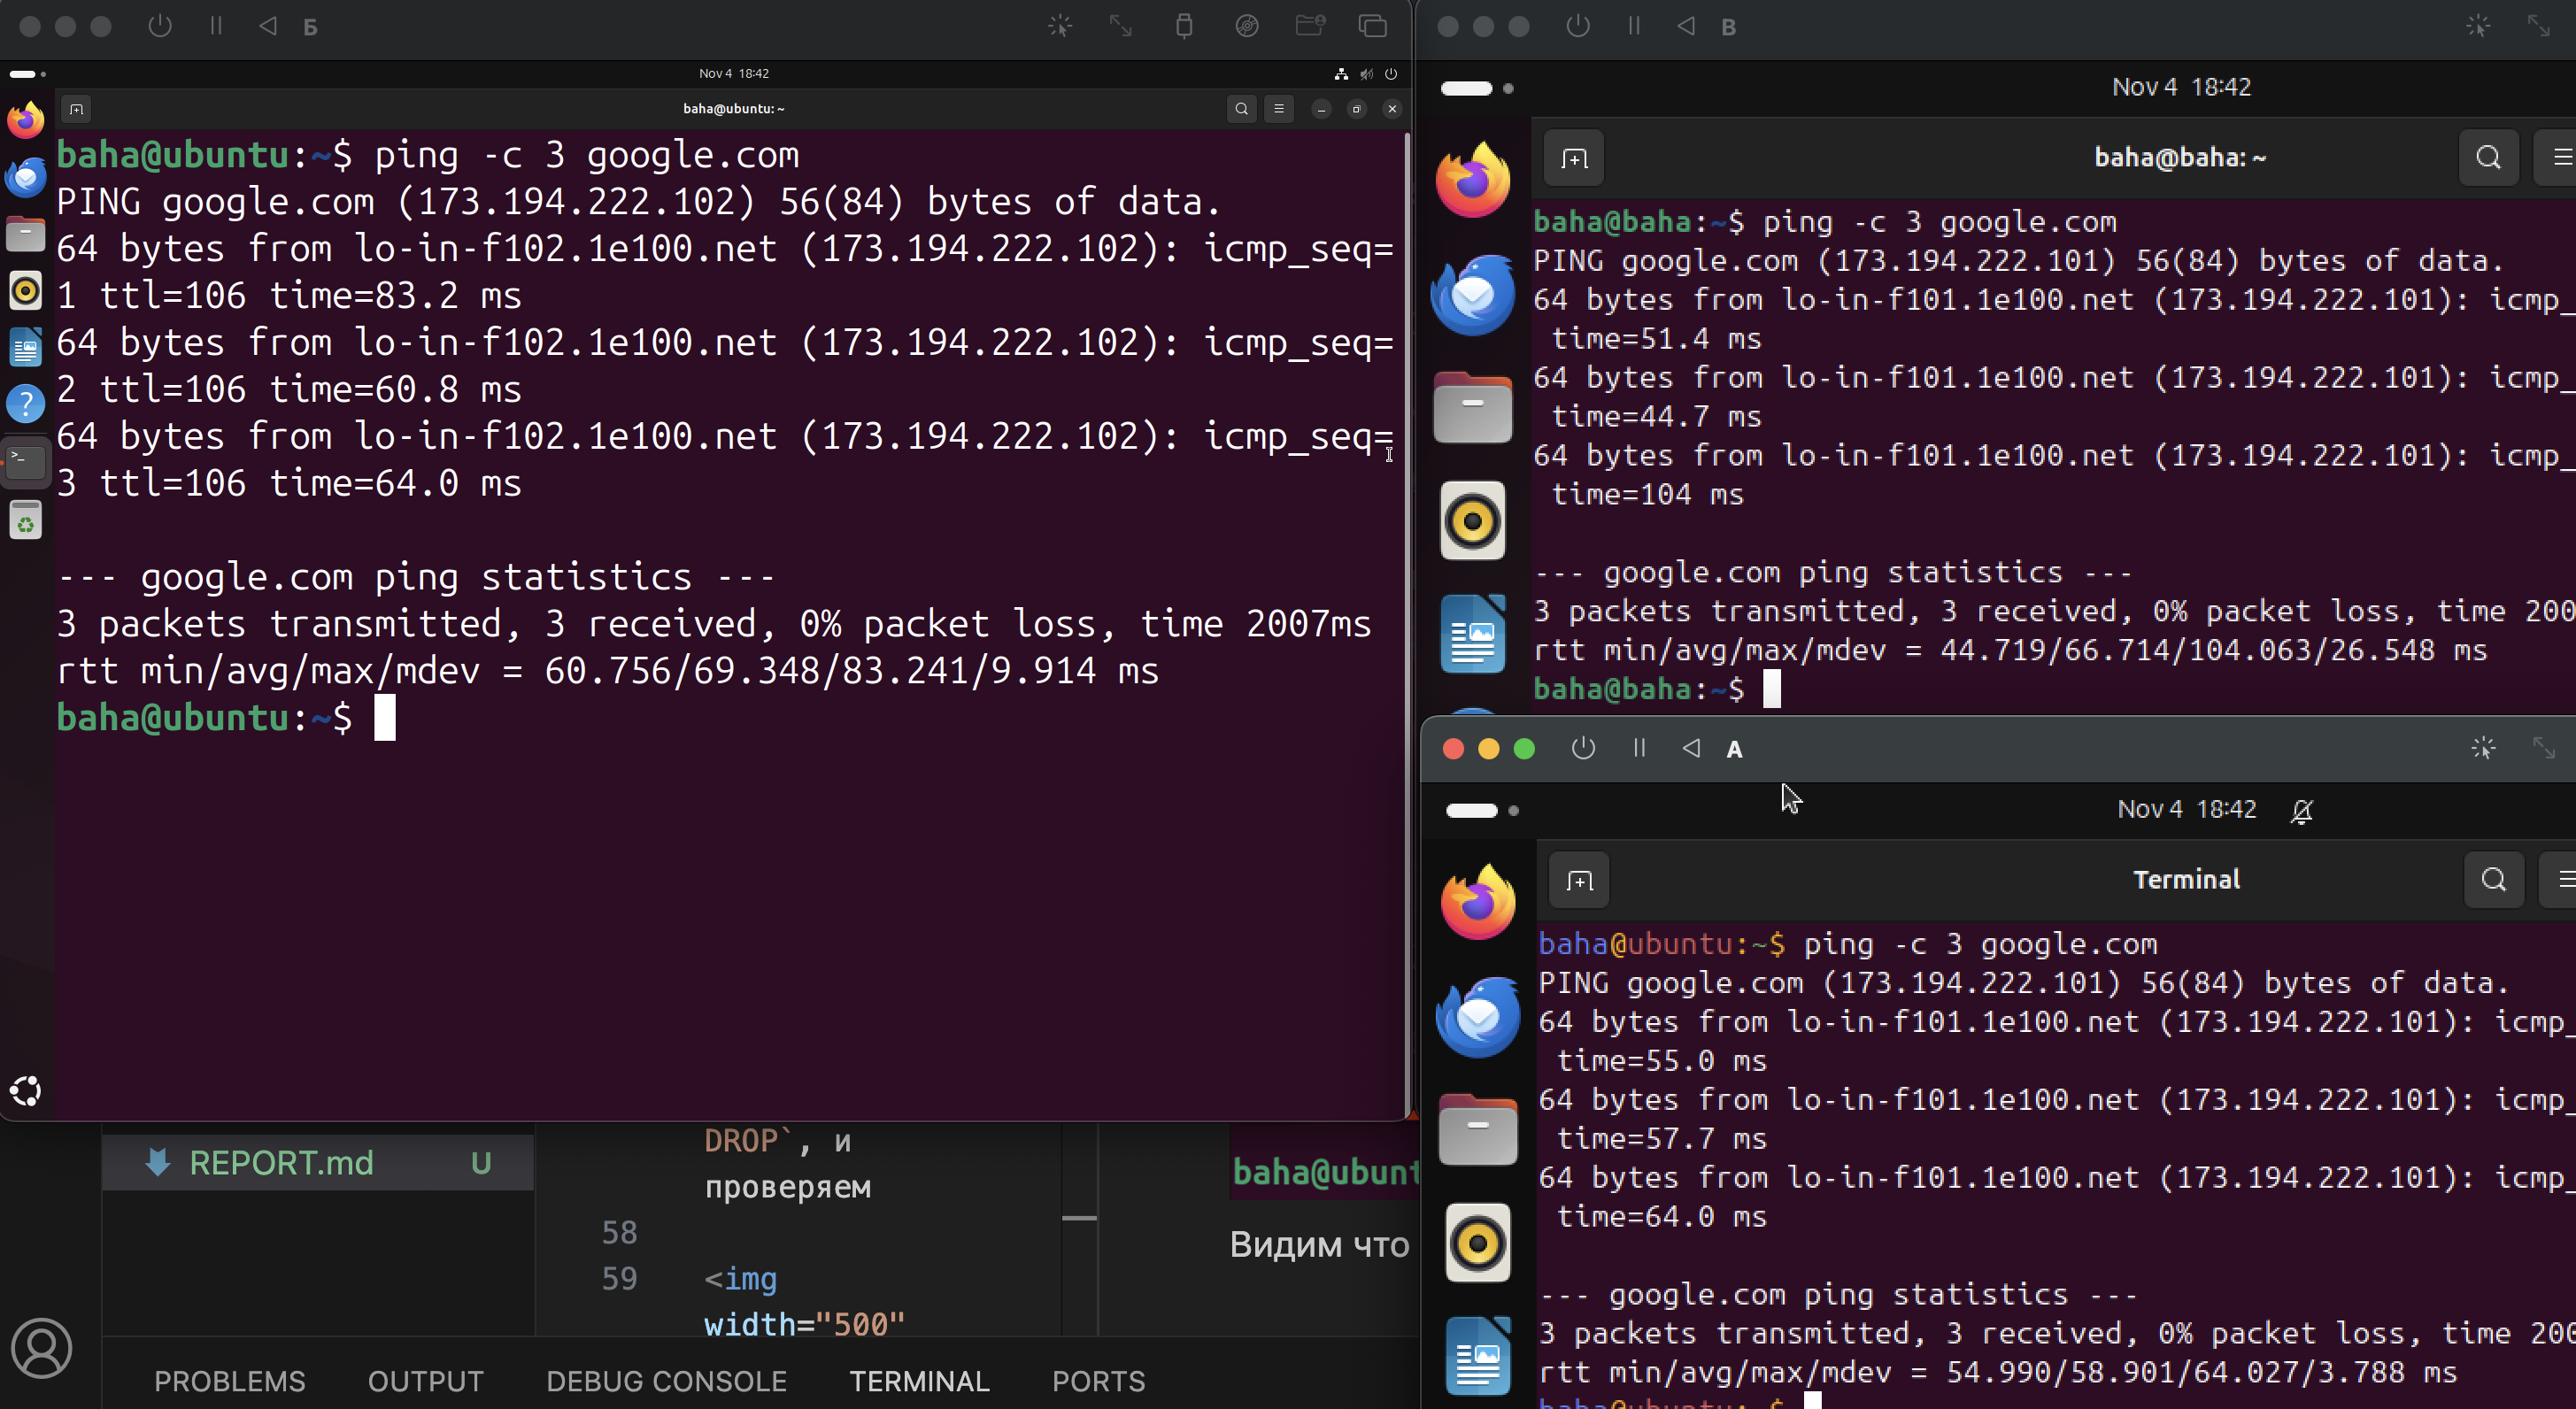 Б
Nov 4 18:42
baha@ubuntu: ~
baha@ubuntu:~$ ping -c 3 google.com
PING google.com (173.194.222.102) 56(84) bytes of data.
64 bytes from lo-in-f102.1e100.net (173.194.222.102): icmp_seq=
1 ttl=106 time=83.2 ms
64 bytes from lo-in-f102.1e100.net (173.194.222.102): icmp_seq=
2 ttl=106 time=60.8 ms
64 bytes from lo-in-f102.1e100.net (173.194.222.102): icmp_seq=
3 ttl=106 time=64.0 ms
--- google.com ping statistics ---
3 packets transmitted, 3 received, 0% packet loss, time 2007ms
rtt min/avg/max/mdev = 60.756/69.348/83.241/9.914 ms
baha@ubuntu:~$
В
Nov 4 18:42
baha@baha: ~
baha@baha:~$ ping -c 3 google.com
PING google.com (173.194.222.101) 56(84) bytes of data.
64 bytes from lo-in-f101.1e100.net (173.194.222.101): icmp_
time=51.4 ms
64 bytes from lo-in-f101.1e100.net (173.194.222.101): icmp_
time=44.7 ms
64 bytes from lo-in-f101.1e100.net (173.194.222.101): icmp_
time=104 ms
--- google.com ping statistics ---
3 packets transmitted, 3 received, 0% packet loss, time 200
rtt min/avg/max/mdev = 44.719/66.714/104.063/26.548 ms
baha@baha:~$
А
Nov 4 18:42
Terminal
baha@ubuntu:~$ ping -c 3 google.com
PING google.com (173.194.222.101) 56(84) bytes of data.
64 bytes from lo-in-f101.1e100.net (173.194.222.101): icmp_
time=55.0 ms
64 bytes from lo-in-f101.1e100.net (173.194.222.101): icmp_
time=57.7 ms
64 bytes from lo-in-f101.1e100.net (173.194.222.101): icmp_
time=64.0 ms
--- google.com ping statistics ---
3 packets transmitted, 3 received, 0% packet loss, time 200
rtt min/avg/max/mdev = 54.990/58.901/64.027/3.788 ms
baha@ubuntu:~$
REPORT.md U
DROP`, и
проверяем
58
59 <img
width="500"
baha@ubunt
Видим что
PROBLEMS OUTPUT DEBUG CONSOLE TERMINAL PORTS